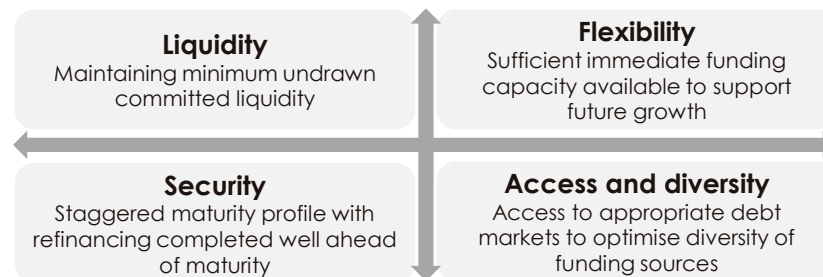 Liquidity
Maintaining minimum undrawn
committed liquidity
Flexibility
Sufficient immediate funding
capacity available to support
future growth
Security
Staggered maturity profile with
refinancing completed well ahead
of maturity
Access and diversity
Access to appropriate debt
markets to optimise diversity of
funding sources